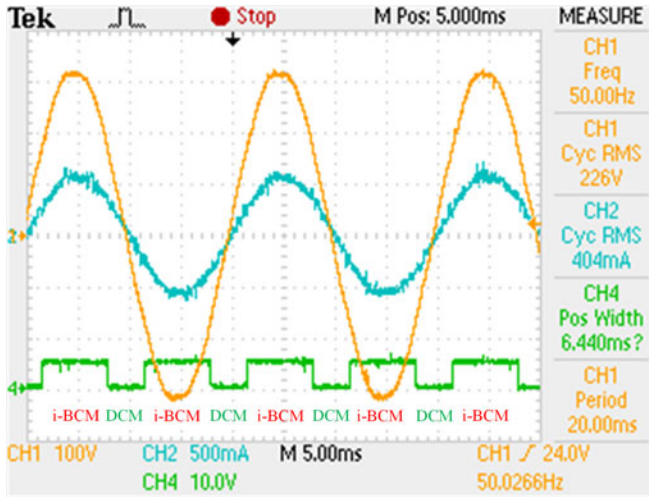 Tek Stop M Pos: 5.000ms MEASURE
CH1
Freq
50.00Hz
CH1
Cyc RMS
226V
CH2
Cyc RMS
404mA
CH4
Pos Width
6.440ms?
CH1
Period
20.00ms
2
4
i-BCM DCM i-BCM DCM i-BCM DCM i-BCM DCM i-BCM
CH1 100V CH2 500mA M 5.00ms CH1 24.0V
CH4 10.0V 50.0266Hz